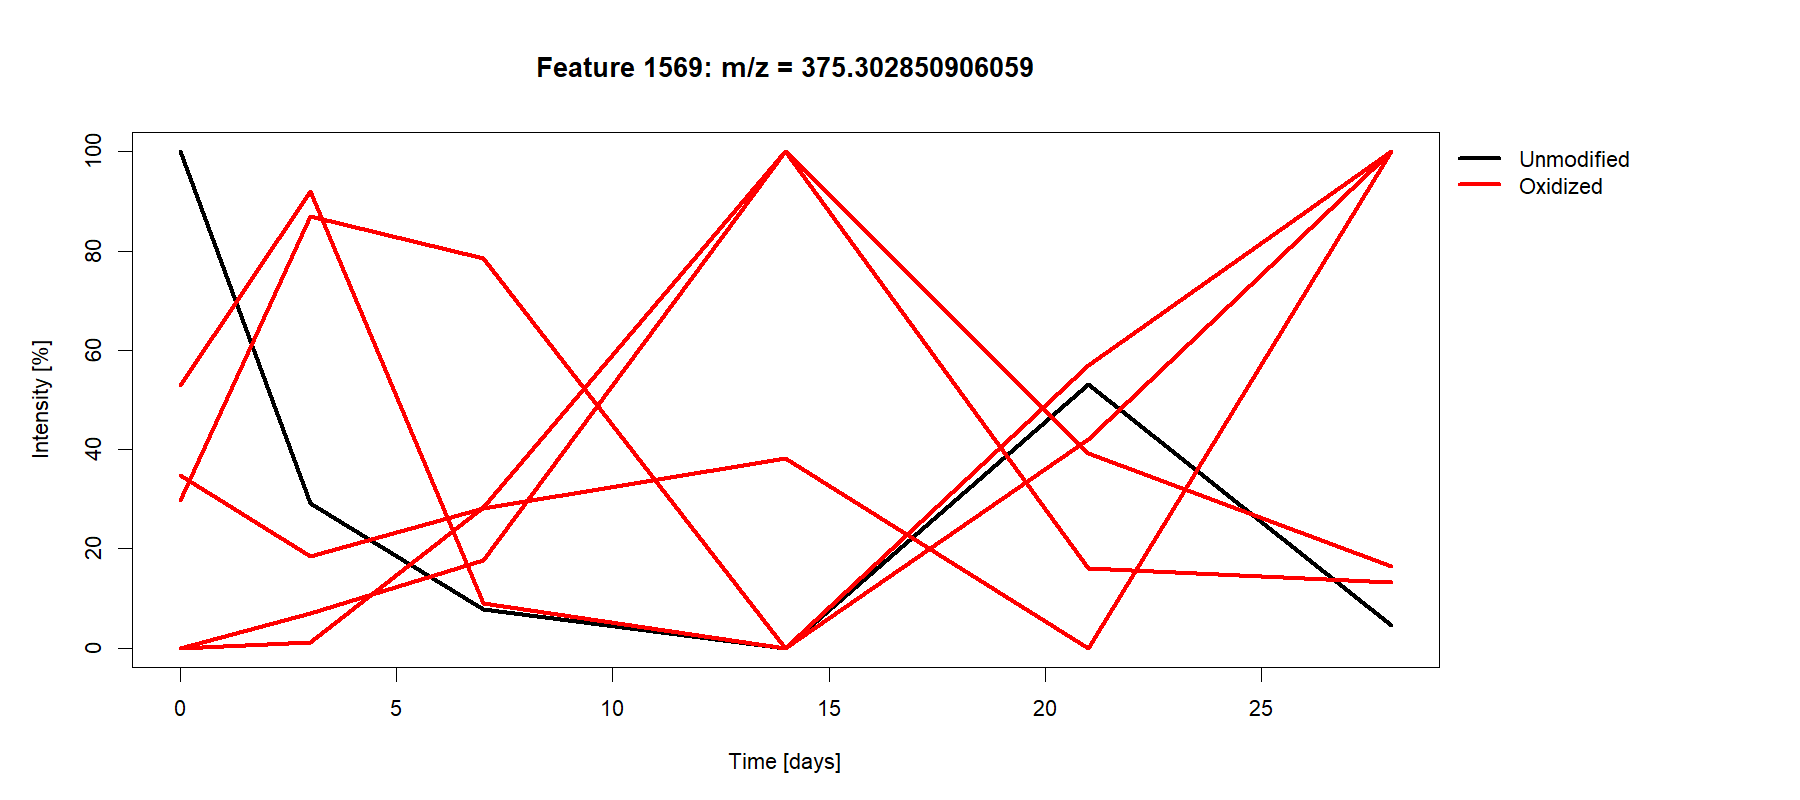 Feature 1569: m/z = 375.302850906059
Unmodified
Oxidized
Intensity [%]
100
80
60
40
20
0
0 5 10 15 20 25
Time [days]